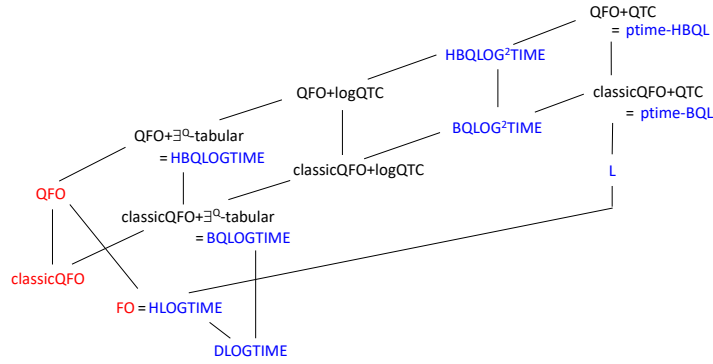 QFO+QTC
= ptime-HBQL
HBQLOG²TIME
QFO+logQTC
classicQFO+QTC
= ptime-BQL
QFO+∃^Q-tabular
= HBQLOGTIME
BQLOG²TIME
classicQFO+logQTC
L
QFO
classicQFO+∃^Q-tabular
= BQLOGTIME
classicQFO
FO = HLOGTIME
DLOGTIME